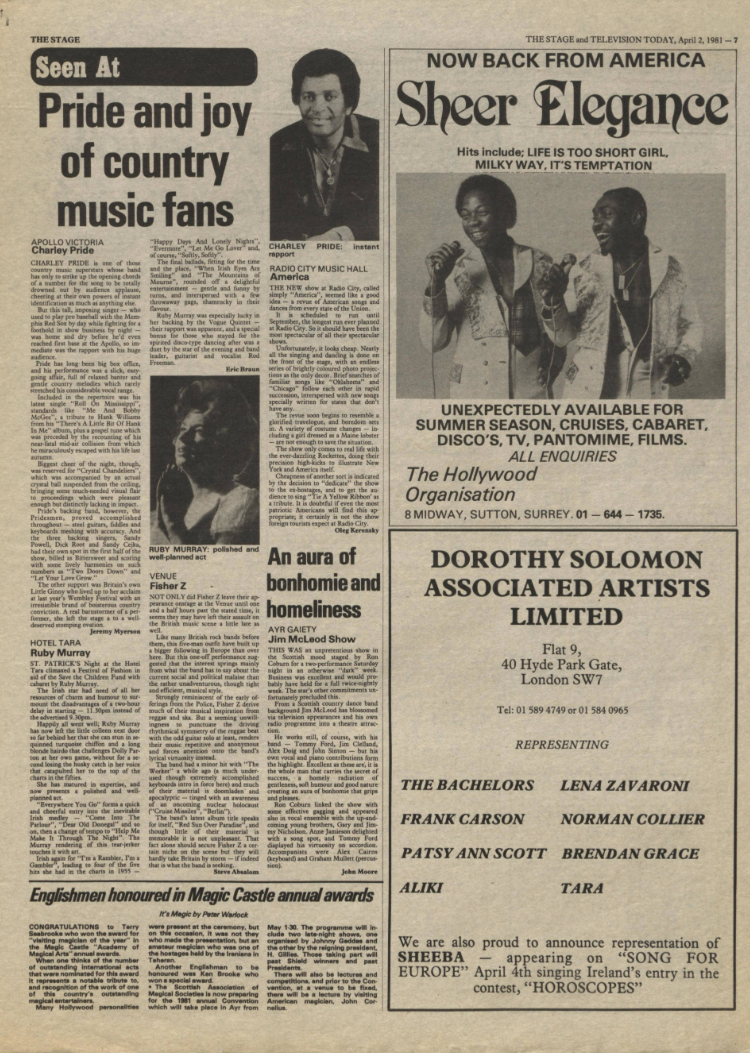 THE STAGE
THE STAGE and TELEVISION TODAY, April 2, 1981 — 7
Seen At
Pride and joy
of country
music fans
APOLLO VICTORIA
Charley Pride
CHARLEY PRIDE is one of those
country music superstars whose band
has only to strike up the opening chords
of a number for the song to be totally
drowned out by audience applause,
cheering at their own powers of instant
identification as much as anything else.
But this tall, imposing singer — who
used to play pro baseball with the Mem-
phis Red Sox by day while fighting for a
foothold in show business by night —
was home and dry before he'd even
reached first base at the Apollo, so im-
mediate was the rapport with his huge
audience.
Pride has long been big box office,
and his performance was a slick, easy-
going affair, full of relaxed banter and
gentle country melodies which rarely
stretched his considerable vocal range.
Included in the repertoire was his
latest single "Roll On Mississippi",
standards like "Me And Bobby
McGee", a tribute to Hank Williams
from his "There's A Little Bit Of Hank
In Me" album, plus a gospel tune which
was preceded by the recounting of his
near-fatal mid-air collision from which
he miraculously escaped with his life last
autumn.
Biggest cheer of the night, though,
was reserved for "Crystal Chandeliers",
which was accompanied by an actual
crystal ball suspended from the ceiling,
bringing some much-needed visual flair
to proceedings which were pleasant
enough but distinctly lacking in impact.
Pride's backing band, however, the
Pridesmen, proved accomplished
throughout — steel guitars, fiddles and
keyboards meshing with accuracy. And
the three backing singers, Sandy
Powell, Dick Root and Sandy Criku,
had their own spot in the first half of the
show, billed as Bittersweet and scoring
with some lively harmonies on such
numbers as "Two Doors Down" and
"Let Your Love Grow."
The other support was Britain's own
Little Ginny who lived up to her acclaim
at last year's Wembley Festival with an
irresistible brand of boisterous country
conviction. A real barnstormer of a per-
former, she left the stage to a well-
deserved stomping ovation.
Jeremy Myerson
HOTEL TARA
Ruby Murray
ST. PATRICK'S Night at the Hotel
Tara climaxed a Festival of Fashion in
aid of the Save the Children Fund with
cabaret by Ruby Murray.
The Irish star had need of all her
resources of charm and humour to sur-
mount the disadvantages of a two-hour
delay in starting — 11.30pm instead of
the advertised 9.30pm.
Happily all went well; Ruby Murray
has now left the little colleen next door
so far behind her that she can strut in se-
quinned turquoise chiffon and a long
blonde hairdo that challenges Dolly Par-
ton at her own game, without for a se-
cond losing the husky catch in her voice
that catapulted her to the top of the
charts in the fifties.
She has matured in expertise, and
now presents a polished and well-
planned act.
"Everywhere You Go" forms a quick
and cheerful entry into the inevitable
Irish medley — "Come Into The
Parlour", "Dear Old Donegal" and so
on, then a change of tempo to "Help Me
Make It Through The Night". The
Murray rendering of this tear-jerker
touches it with art.
Irish again for "I'm a Rambler, I'm a
Gambler", leading to four of the five
hits she had in the charts in 1955 —
"Happy Days And Lonely Nights",
"Evermore", "Let Me Go Lover" and,
of course, "Softly, Softly".
The final ballads, fitting for the time
and the place, "When Irish Eyes Are
Smiling" and "The Mountains of
Mourne", rounded off a delightful
entertainment — gentle and funny by
turns, and interspersed with a few
throwaway gags, shamrocky in their
flavour.
Ruby Murray was especially lucky in
her backing by the Vogue Quintet —
their rapport was apparent, and a special
bonus for those who stayed for the
spirited disco-type dancing after was a
duet by the star of the evening and band
leader, guitarist and vocalist Rod
Freeman.
Eric Braun
RUBY MURRAY: polished and
well-planned act
VENUE
Fisher Z
NOT ONLY did Fisher Z leave their ap-
pearance onstage at the Venue until one
and a half hours past the stated time, it
seems they may have left their assault on
the British music scene a little late as
well.
Like many British rock bands before
them, this five-man outfit have built up
a bigger following in Europe than over
here. But this one-off performance sug-
gested that the interest springs mainly
from what the band has to say about the
current social and political malaise than
the rather unadventurous, though tight
and efficient, musical style.
Strongly reminiscent of the early of-
ferings from the Police, Fisher Z derive
much of their musical inspiration from
reggae and ska. But a seeming unwill-
ingness to punctuate the driving
rhythmical symmetry of the reggae beat
with the odd guitar solo at least, renders
their music repetitive and anonymous
and forces attention onto the band's
lyrical virtuosity instead.
The band had a minor hit with "The
Worker" a while ago (a much under-
used though extremely accomplished
keyboards intro in force here) and much
of their material is doomladen and
pessimistic — tinged with an awareness
of an oncoming nuclear holocaust
("Cruise Missiles", "Berlin").
The band's latest album title speaks
for itself, "Red Skies Over Paradise", and
though little of their material is
memorable it is not unpleasant. That
fact alone should secure Fisher Z a cer-
tain niche on the scene but they will
hardly take Britain by storm — if indeed
that is what the band is seeking.
Steve Absalom
CHARLEY PRIDE: instant
rapport
RADIO CITY MUSIC HALL
America
THE NEW show at Radio City, called
simply "America", seemed like a good
idea — a revue of American songs and
dances from every state of the Union.
It is scheduled to run until
September, the longest run ever planned
at Radio City. So it should have been the
most spectacular of all their spectacular
shows.
Unfortunately, it looks cheap. Nearly
all the singing and dancing is done on
the front of the stage, with an endless
series of brightly coloured photo projec-
tions as the only decor. Brief snatches of
familiar songs like "Oklahoma" and
"Chicago" follow each other in rapid
succession, interspersed with new songs
specially written for states that don't
have any.
The revue soon begins to resemble a
glorified travelogue, and boredom sets
in. A variety of costume changes — in-
cluding a girl dressed as a Maine lobster
— are not enough to save the situation.
The show only comes to real life with
the ever-dazzling Rockettes, doing their
precision high-kicks to illustrate New
York and America itself.
Cheapness of another sort is indicated
by the decision to "dedicate" the show
to the ex-hostages, and to get the au-
dience to sing "Tie A Yellow Ribbon" as
a tribute. It is doubtful if even the most
patriotic Americans will find this ap-
propriate; it certainly is not the show
foreign tourists expect at Radio City.
Oleg Kerensky
An aura of
bonhomie and
homeliness
AYR GAIETY
Jim McLeod Show
THIS WAS an unpretentious show in
the Scottish mood staged by Ron
Coburn for a two-performance Saturday
night in an otherwise "dark" week.
Business was excellent and would pro-
bably have held for a full twice-nightly
week. The star's other commitments un-
fortunately precluded this.
From a Scottish country dance band
background Jim McLeod has blossomed
via television appearances and his own
radio programme into a theatre attrac-
tion.
He works still, of course, with his
band — Tommy Ford, Jim Clelland,
Alex Doig and John Sinton — but his
own vocal and piano contributions form
the highlight. Excellent as these are, it is
the whole man that carries the secret of
success, a homely radiation of
gentleness, soft humour and good nature
creating an aura of bonhomie that grips
and pleases.
Ron Coburn linked the show with
some effective gagging and appeared
also in vocal ensemble with the up-and-
coming young brothers, Gary and Jim-
my Nicholson. Anne Jamieson delighted
with a song spot, and Tommy Ford
displayed his virtuosity on accordion.
Accompanists were Alex Cairns
(keyboard) and Graham Mulleri (percus-
sion).
John Moore
Englishmen honoured in Magic Castle annual awards
It's Magic by Peter Warlock
CONGRATULATIONS to Terry
Seabrooke who won the award for
"visiting magician of the year" in
the Magic Castle "Academy of
Magical Arts" annual awards.
When one thinks of the number
of outstanding international acts
that were nominated for this award
it represents a notable tribute to,
and recognition of the work of one
of this country's outstanding
magical entertainers.
Many Hollywood personalities
were present at the ceremony, but
on this occasion, it was not they
who made the presentation, but an
amateur magician who was one of
the hostages held by the Iranians in
Teheran.
Another Englishman to be
honoured was Ken Brooke who
won a special award.
• The Scottish Association of
Magical Societies is now preparing
for the 1981 annual Convention
which will take place in Ayr from
May 1-30. The programme will in-
clude two late-night shows, one
organised by Johnny Geddes and
the other by the reigning president,
H. Gillies. Those taking part will
past Shield winners and past
Presidents.
There will also be lectures and
competitions, and prior to the Con-
vention, at a venue to be fixed,
there will be a lecture by visiting
American magician, John Cor-
nelius.
NOW BACK FROM AMERICA
Sheer Elegance
Hits include; LIFE IS TOO SHORT GIRL,
MILKY WAY, IT'S TEMPTATION
UNEXPECTEDLY AVAILABLE FOR
SUMMER SEASON, CRUISES, CABARET,
DISCO'S, TV, PANTOMIME, FILMS.
ALL ENQUIRIES
The Hollywood
Organisation
8 MIDWAY, SUTTON, SURREY. 01 — 644 — 1735.
DOROTHY SOLOMON
ASSOCIATED ARTISTS
LIMITED
Flat 9,
40 Hyde Park Gate,
London SW7
Tel: 01 589 4749 or 01 584 0965
REPRESENTING
THE BACHELORS LENA ZAVARONI
FRANK CARSON NORMAN COLLIER
PATSY ANN SCOTT BRENDAN GRACE
ALIKI TARA
We are also proud to announce representation of
SHEEBA — appearing on "SONG FOR
EUROPE" April 4th singing Ireland's entry in the
contest, "HOROSCOPES"